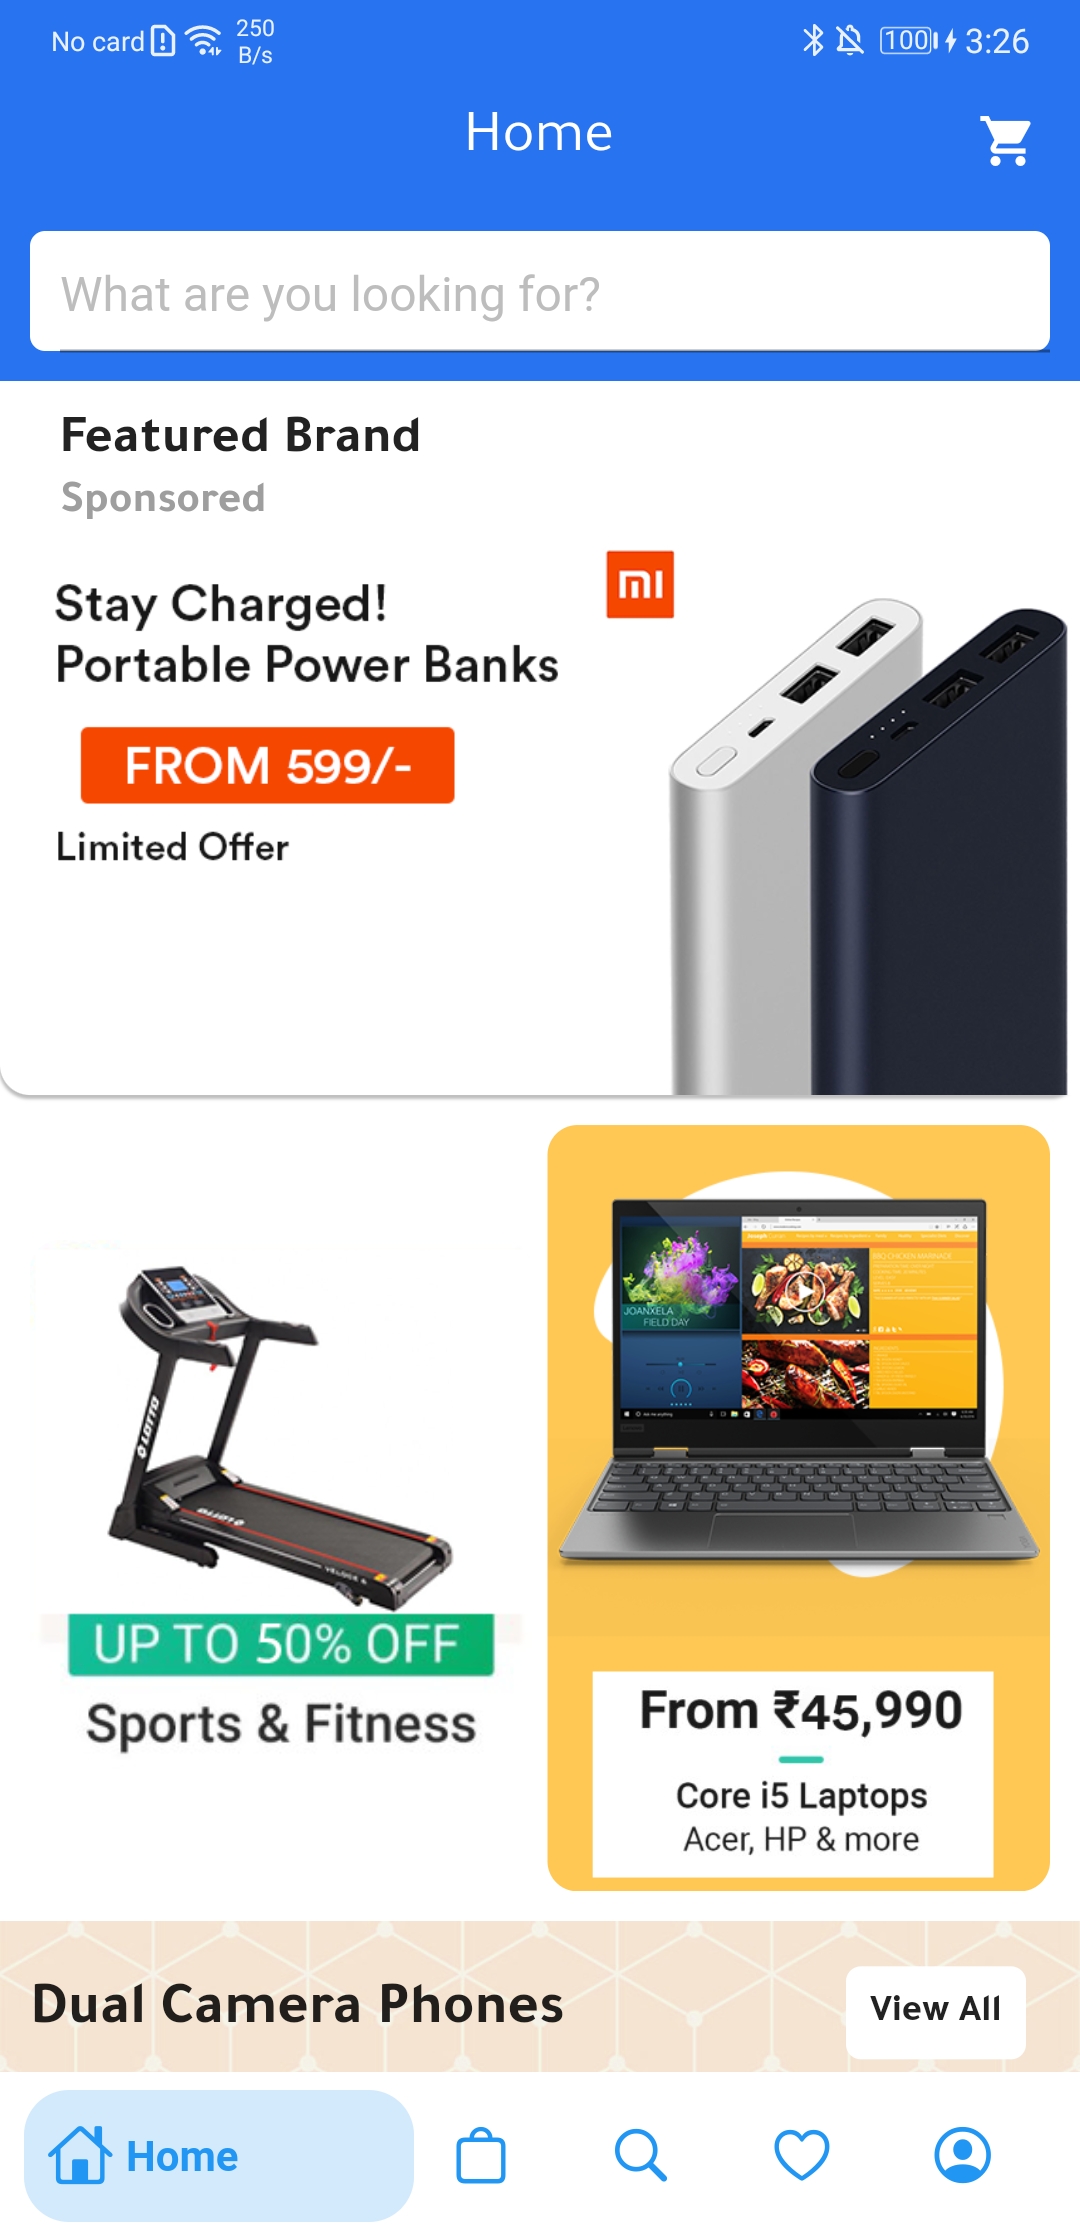 No card
250
B/s
100
3:26
Home
What are you looking for?
Featured Brand
Sponsored
mi
Stay Charged!
Portable Power Banks
FROM 599/-
Limited Offer
LOTTO
LOTTO
UP TO 50% OFF
Sports & Fitness
JOANXELA
FIELD DAY
From ₹45,990
Core i5 Laptops
Acer, HP & more
Dual Camera Phones
View All
Home